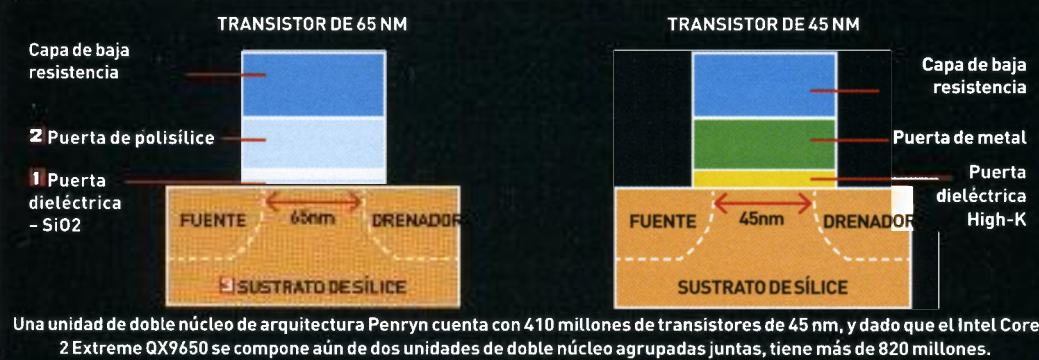 TRANSISTOR DE 65 NM
Capa de baja
resistencia
2 Puerta de polisílice
1 Puerta
dieléctrica
– SiO2
FUENTE
65nm
DRENADOR
3 SUSTRATO DE SÍLICE
TRANSISTOR DE 45 NM
Capa de baja
resistencia
Puerta de metal
Puerta
dieléctrica
High-K
FUENTE
45nm
DRENADOR
SUSTRATO DE SÍLICE
Una unidad de doble núcleo de arquitectura Penryn cuenta con 410 millones de transistores de 45 nm, y dado que el Intel Core
2 Extreme QX9650 se compone aún de dos unidades de doble núcleo agrupadas juntas, tiene más de 820 millones.